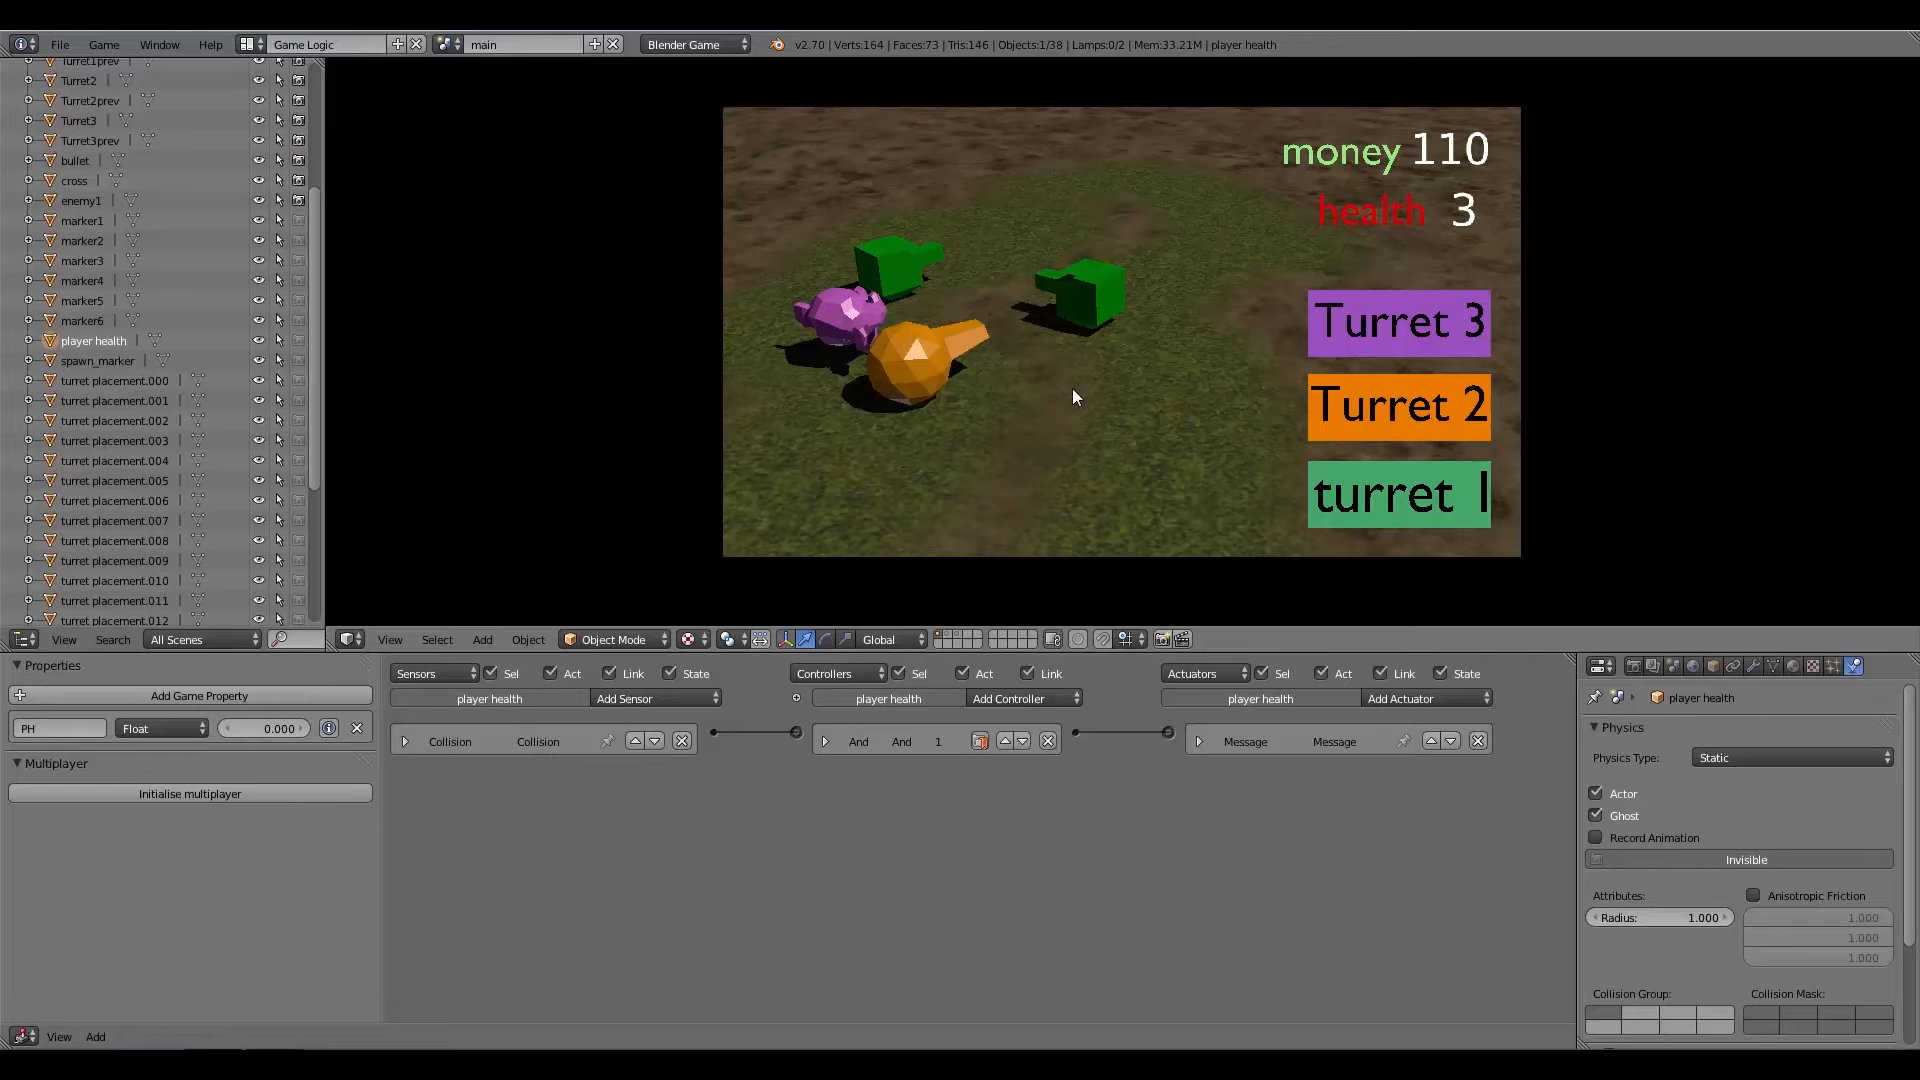 File Game Window Help Game Logic main Blender Game v2.70 | Verts:164 | Faces:73 | Tris:146 | Objects:1/38 | Lamps:0/2 | Mem:33.21M | player health
Turret1prev
Turret2
Turret2prev
Turret3
Turret3prev
bullet
cross
enemy1
marker1
marker2
marker3
marker4
marker5
marker6
player health
spawn_marker
turret placement.000
turret placement.001
turret placement.002
turret placement.003
turret placement.004
turret placement.005
turret placement.006
turret placement.007
turret placement.008
turret placement.009
turret placement.010
turret placement.011
turret placement.012
money 110
health 3
Turret 3
Turret 2
turret 1
View Search All Scenes
View Select Add Object Object Mode Global
Properties
Add Game Property
PH Float 0.000
Multiplayer
Initialise multiplayer
Sensors Sel Act Link State Controllers Sel Act Link Actuators Sel Act Link State
player health Add Sensor player health Add Controller player health Add Actuator
Collision Collision And And 1 Message Message
player health
Physics
Physics Type: Static
Actor
Ghost
Record Animation
Invisible
Attributes: Anisotropic Friction
Radius: 1.000 1.000
1.000
1.000
Collision Group: Collision Mask:
View Add